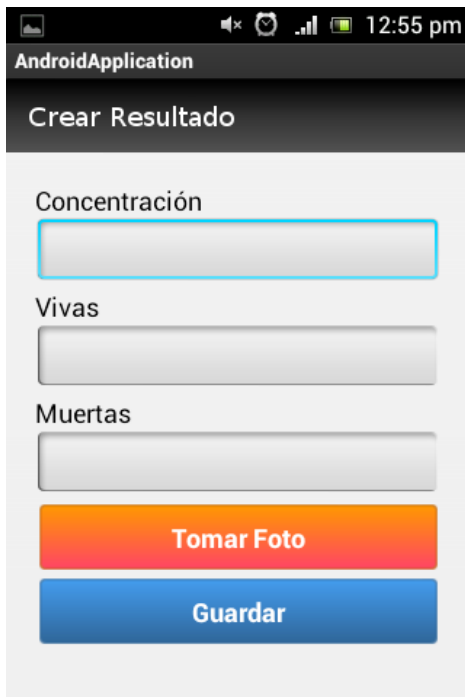 12:55 pm
AndroidApplication
Crear Resultado
Concentración
Vivas
Muertas
Tomar Foto
Guardar